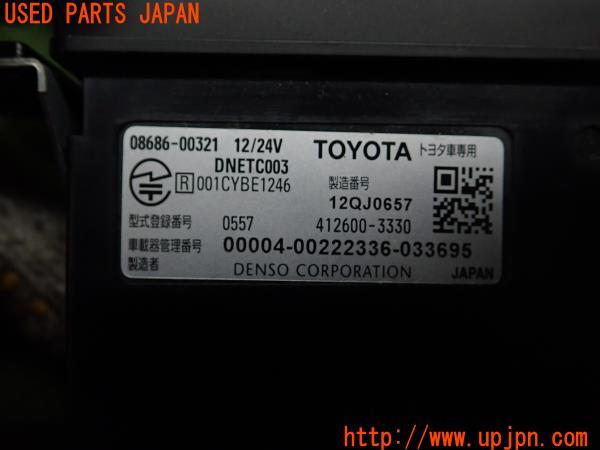 USED PARTS JAPAN
08686-00321 12/24V TOYOTA トヨタ車専用
DNETC003
R 001CYBE1246
製造番号
12QJ0657
型式登録番号 0557 412600-3330
車載器管理番号 00004-00222336-033695
製造者 DENSO CORPORATION JAPAN
UPJ
http://www.upjpn.com